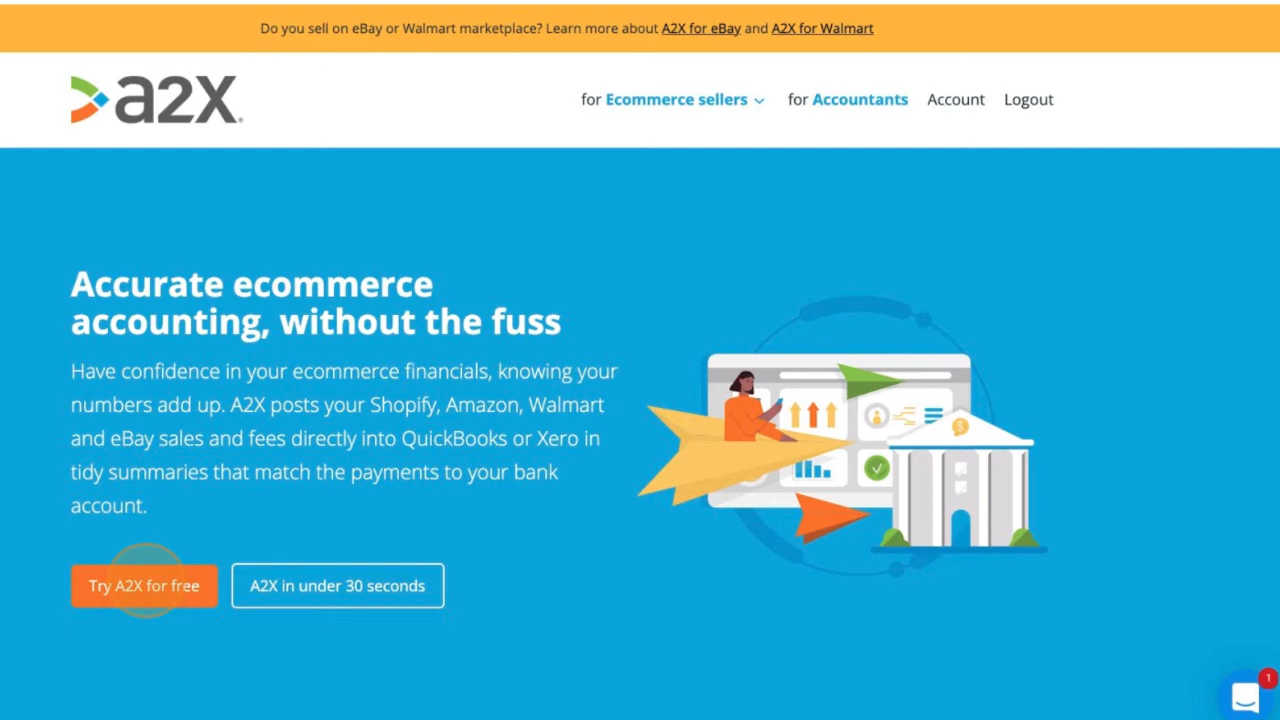 Do you sell on eBay or Walmart marketplace? Learn more about A2X for eBay and A2X for Walmart
a2X®
for Ecommerce sellers
for Accountants
Account
Logout
Accurate ecommerce
accounting, without the fuss
Have confidence in your ecommerce financials, knowing your
numbers add up. A2X posts your Shopify, Amazon, Walmart
and eBay sales and fees directly into QuickBooks or Xero in
tidy summaries that match the payments to your bank
account.
Try A2X for free
A2X in under 30 seconds
$
1